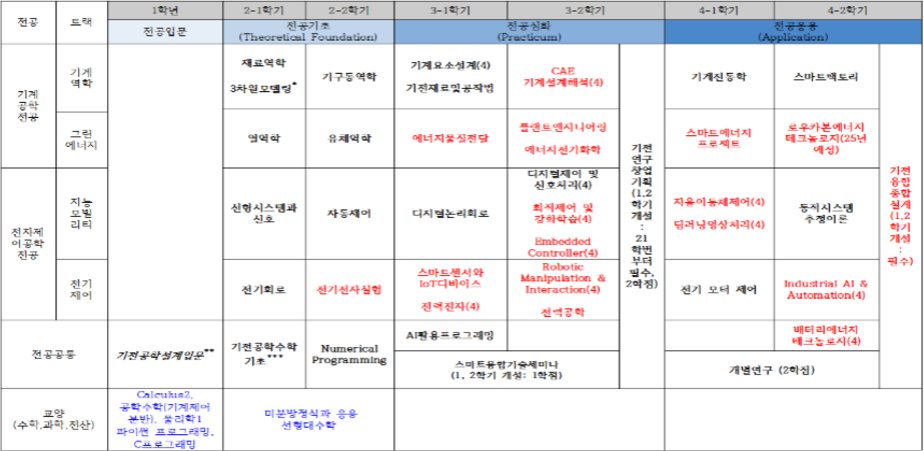 전공 트랙 1학년 2-1학기 2-2학기 3-1학기 3-2학기 4-1학기 4-2학기
전공입문 전공기초 전공심화 전공응용
(Theoretical Foundation) (Practicum) (Application)
기계
공학
전공
기계
역학
재료역학
3차원모델링*
기구동역학
기계요소설계(4)
기전재료및공작법
CAE
기계설계해석(4)
기계진동학
스마트팩토리
그린
에너지
열역학
유체역학
에너지물질전달
플랜트엔지니어링
에너지전기화학
스마트에너지
프로젝트
로우카본에너지
테크놀로지(25년
예정)
전자제
어공학
전공
지능
모빌
리티
선형시스템과
신호
자동제어
디지털논리회로
디지털제어 및
신호처리(4)
최적제어 및
강화학습(4)
Embedded
Controller(4)
자율이동체제어(4)
딥러닝영상처리(4)
동적시스템
추정이론
전기
제어
전기회로
전기전자실험
스마트센서와
IoT디바이스
전력전자(4)
Robotic
Manipulation &
Interaction(4)
전력공학
전기 모터 제어
Industrial AI &
Automation(4)
기전
연구
창업
기획
(1,2
학기
개설
:
21
학번
부터
필수,
2학점)
기전
융합
종합
설계
(1,2
학기
개설
:
필수)
전공공통
기전공학설계입문**
기전공학수학
기초***
Numerical
Programming
AI활용프로그래밍
스마트융합기술세미나
(1, 2학기 개설: 1학점)
배터리에너지
테크놀로지(4)
개별연구 (2학점)
교양
(수학,과학,전산)
Calculus2,
공학수학(기계제어
분반), 물리학1
파이썬 프로그래밍,
C프로그래밍
미분방정식과 응용
선형대수학